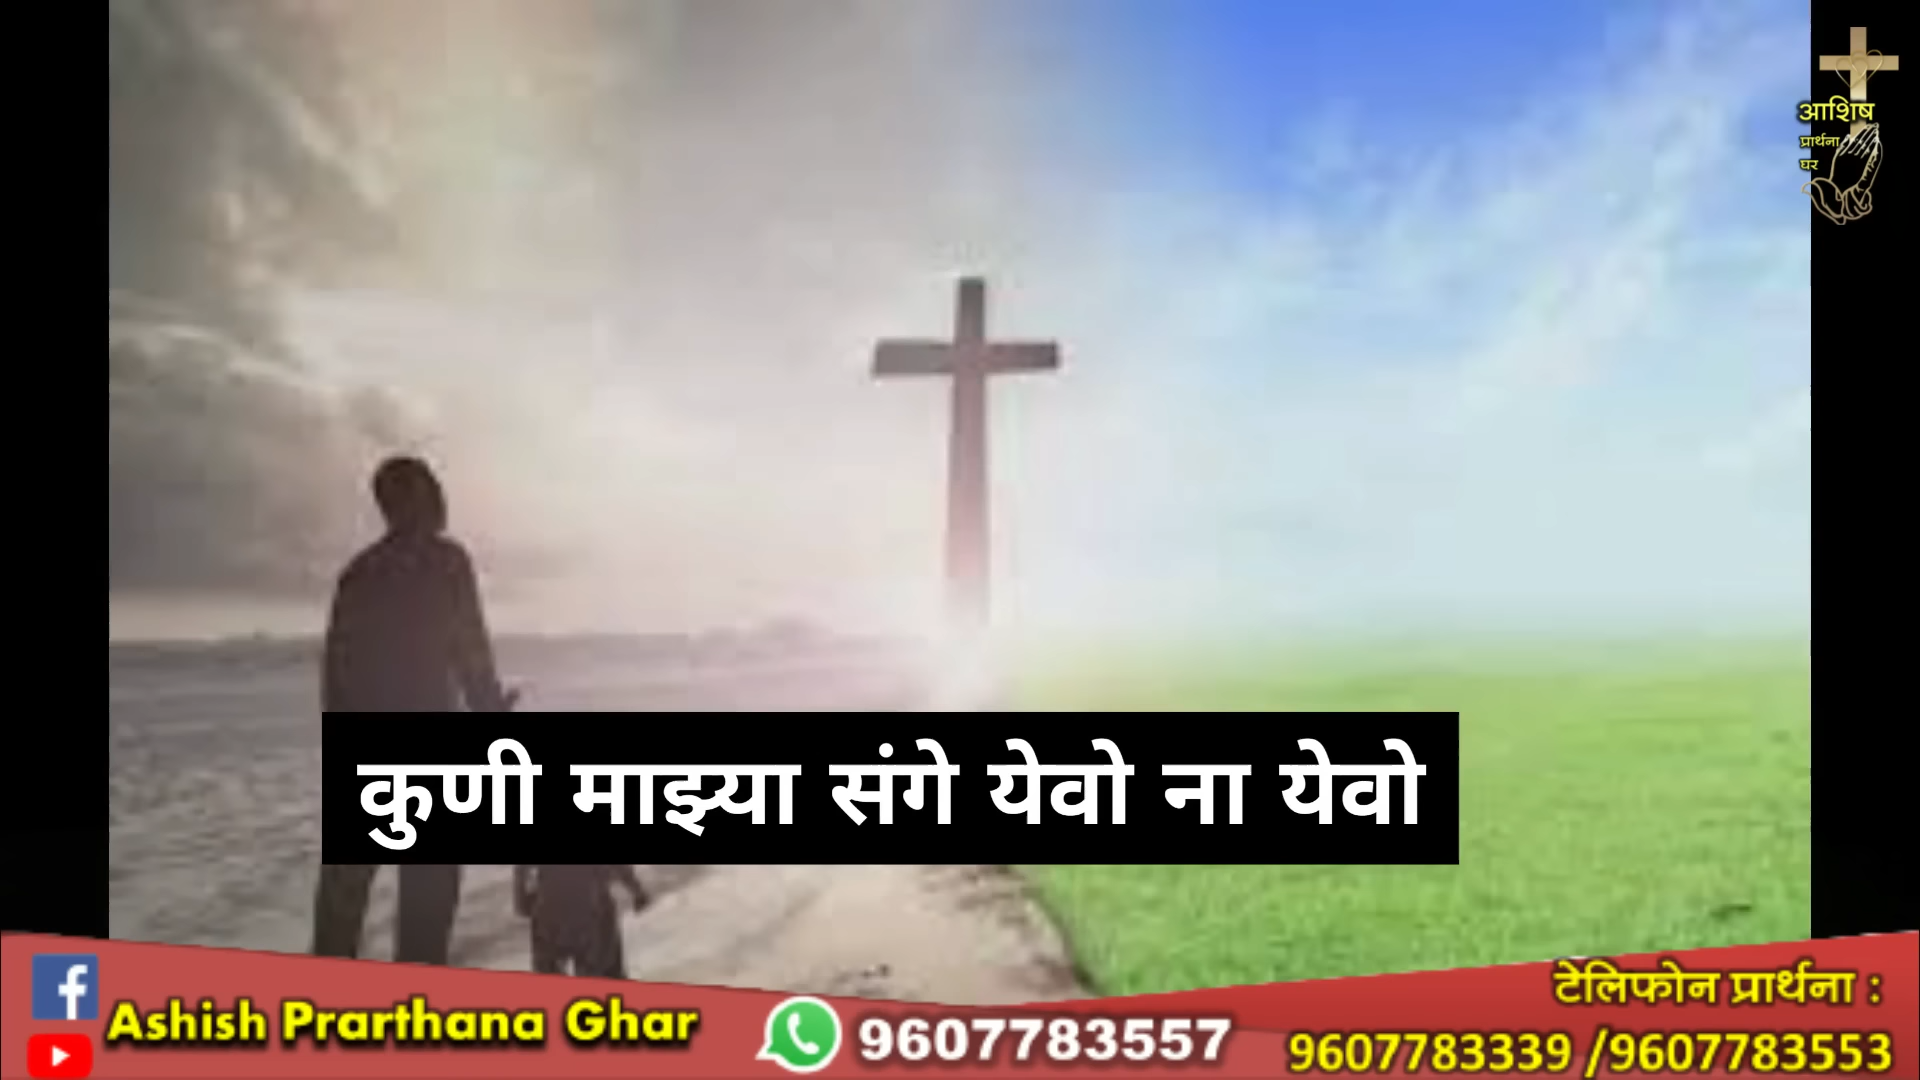 आशिष
प्रार्थना
घर
कुणी माझ्या संगे येवो ना येवो
Ashish Prarthana Ghar
9607783557
टेलिफोन प्रार्थना :
9607783339 /9607783553